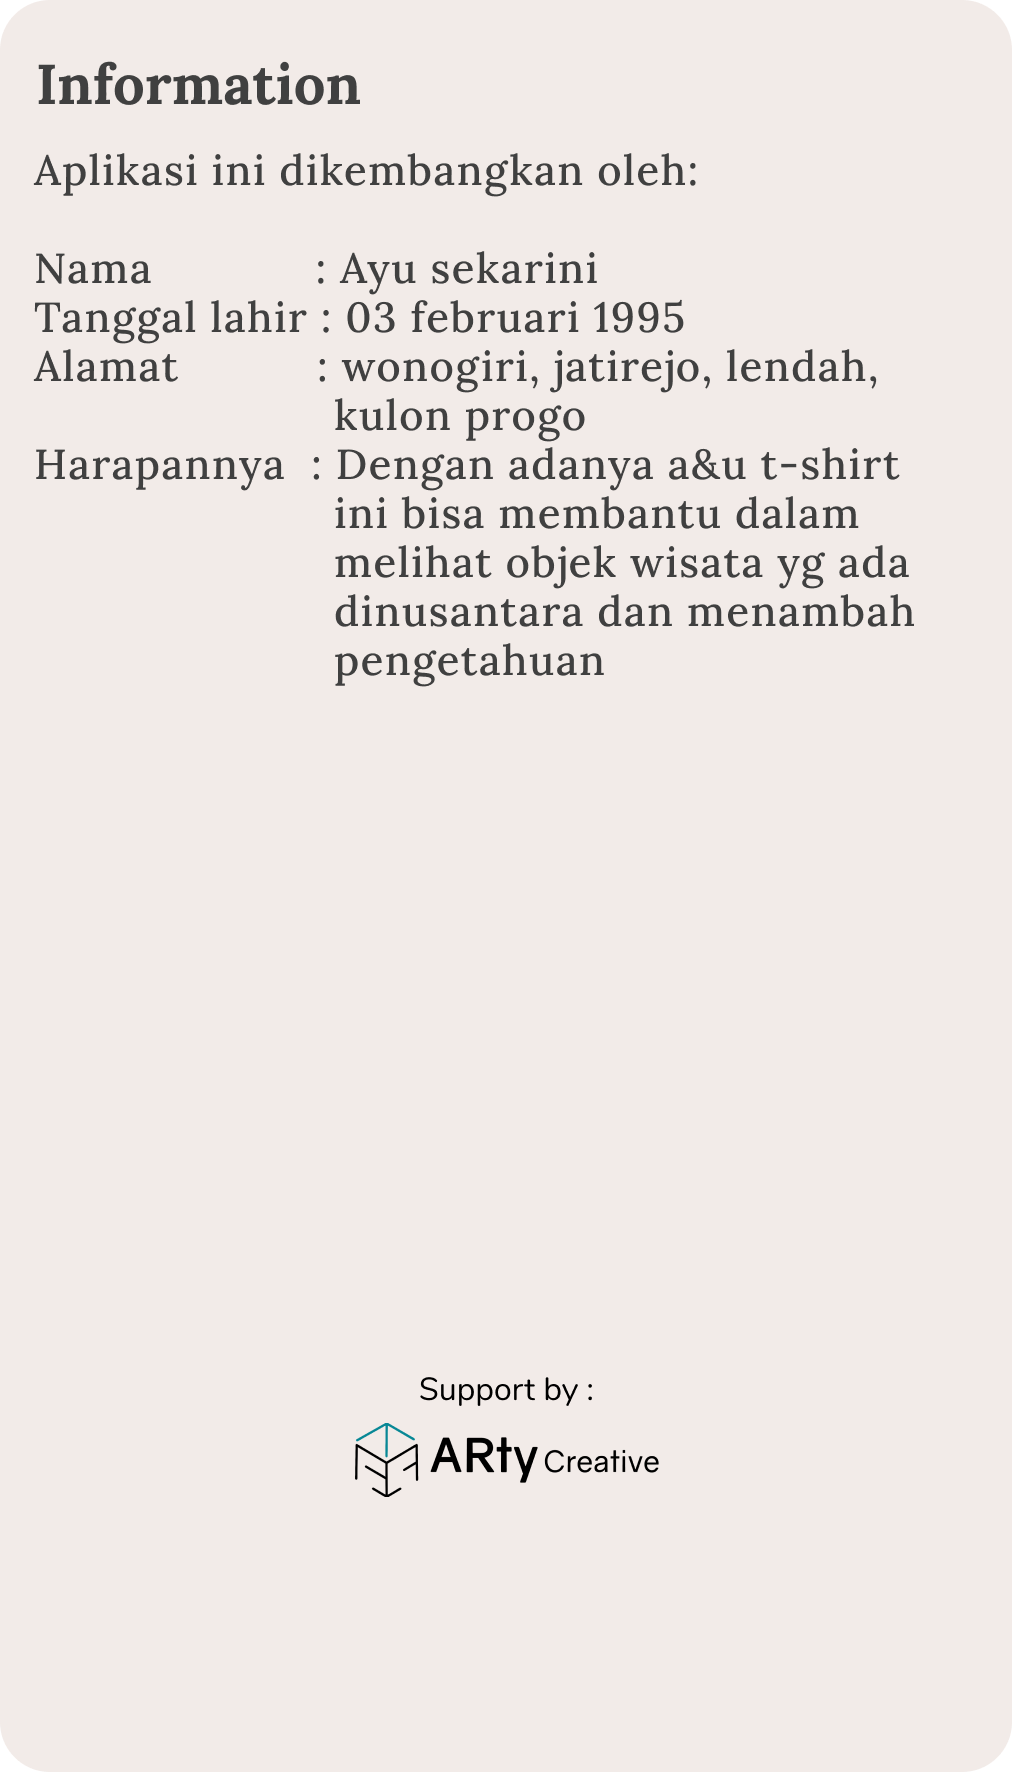 Information
Aplikasi ini dikembangkan oleh:
Nama : Ayu sekarini
Tanggal lahir : 03 februari 1995
Alamat : wonogiri, jatirejo, lendah,
kulon progo
Harapannya : Dengan adanya a&u t-shirt
ini bisa membantu dalam
melihat objek wisata yg ada
dinusantara dan menambah
pengetahuan
Support by :
ARty Creative